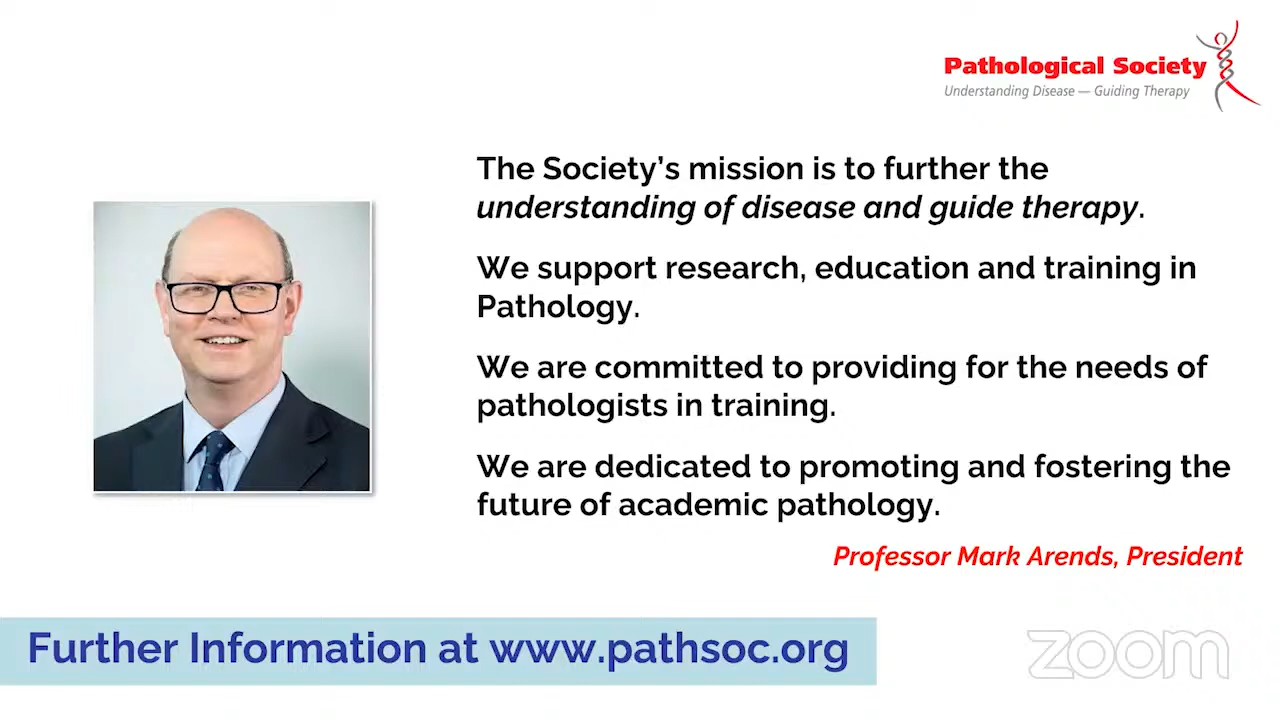 Pathological Society
Understanding Disease — Guiding Therapy
The Society’s mission is to further the
understanding of disease and guide therapy.
We support research, education and training in
Pathology.
We are committed to providing for the needs of
pathologists in training.
We are dedicated to promoting and fostering the
future of academic pathology.
Professor Mark Arends, President
Further Information at www.pathsoc.org
zoom